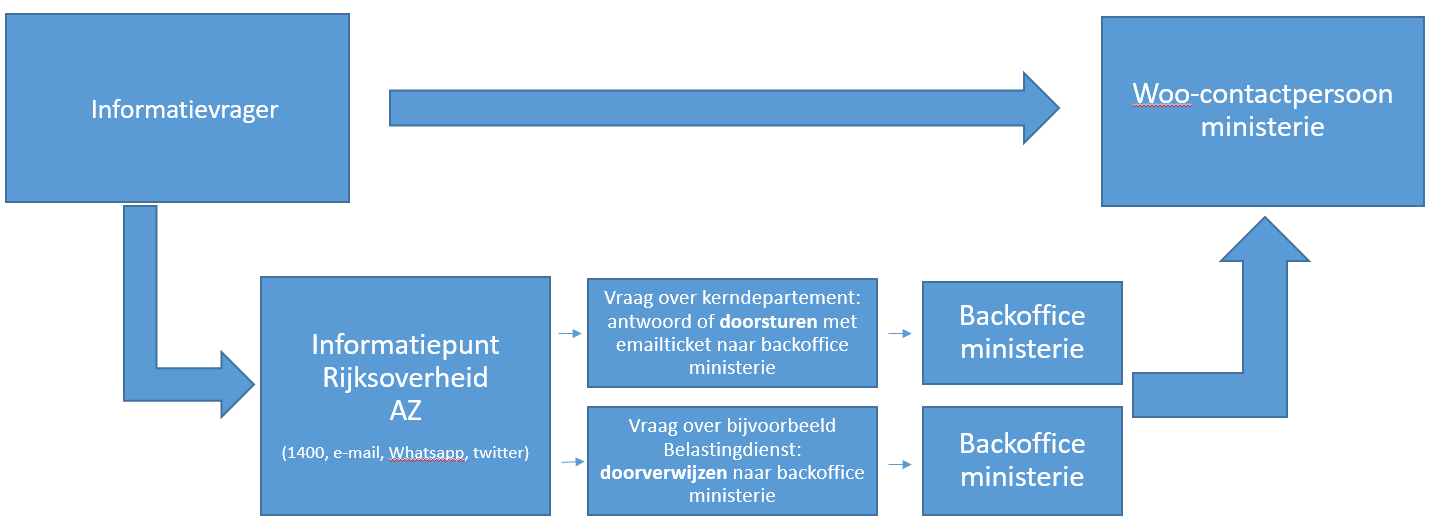 Informatievrager
Woo-contactpersoon
ministerie
Informatiepunt
Rijksoverheid
AZ
(1400, e-mail, Whatsapp, twitter)
Vraag over kerndepartement:
antwoord of doorsturen met
emailticket naar backoffice
ministerie
Backoffice
ministerie
Vraag over bijvoorbeeld
Belastingdienst:
doorverwijzen naar backoffice
ministerie
Backoffice
ministerie